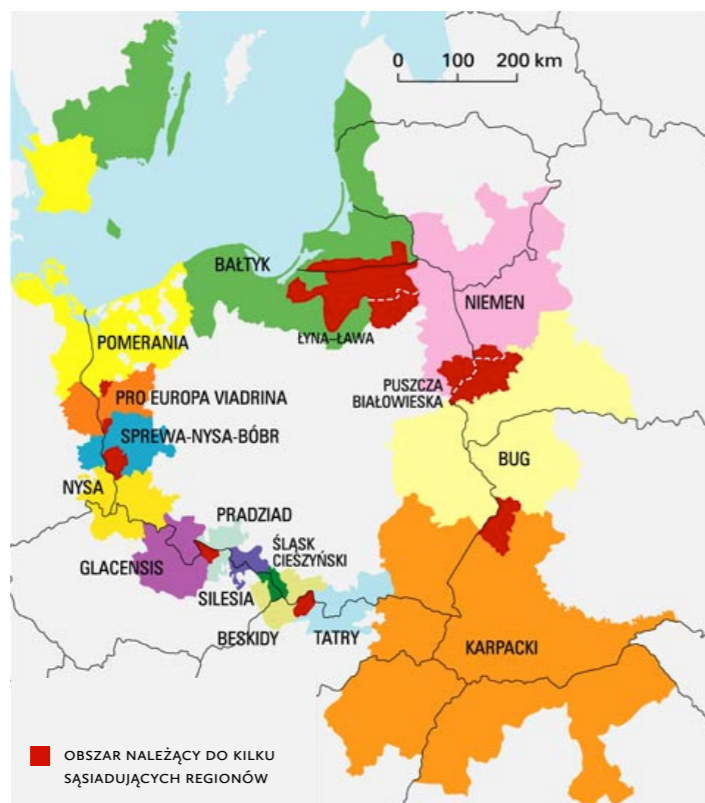 0 100 200 km
BAŁTYK
NIEMEN
POMERANIA
ŁYNA–ŁAWA
PUSZCZA
BIAŁOWIESKA
PRO EUROPA VIADRINA
SPREWA-NYSA-BÓBR
BUG
NYSA
PRADZIAD
ŚLĄSK
CIESZYŃSKI
GLACENSIS
SILESIA
BESKIDY
TATRY
KARPACKI
OBSZAR NALEŻĄCY DO KILKU
SĄSIADUJĄCYCH REGIONÓW